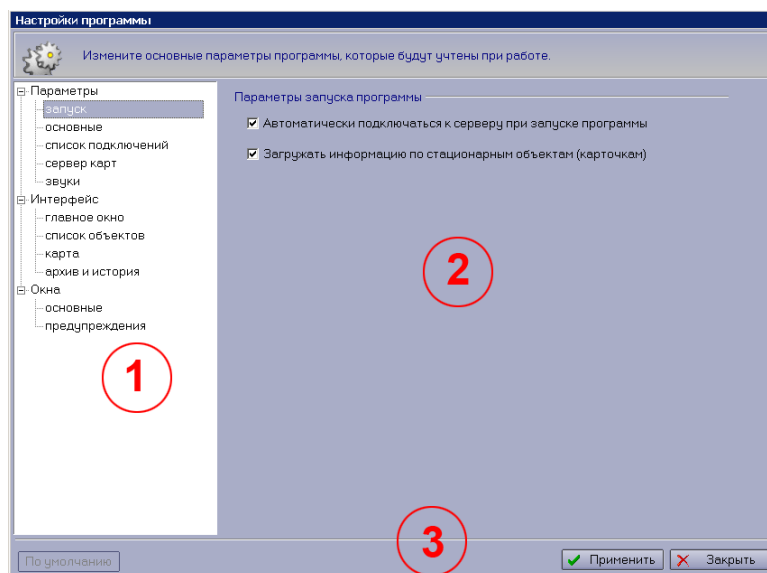 Настройки программы
Измените основные параметры программы, которые будут учтены при работе.
Параметры
запуск
основные
список подключений
сервер карт
звуки
Интерфейс
главное окно
список объектов
карта
архив и история
Окна
основные
предупреждения
1
Параметры запуска программы
Автоматически подключаться к серверу при запуске программы
Загружать информацию по стационарным объектам (карточкам)
2
3
По умолчанию
Применить
Закрыть